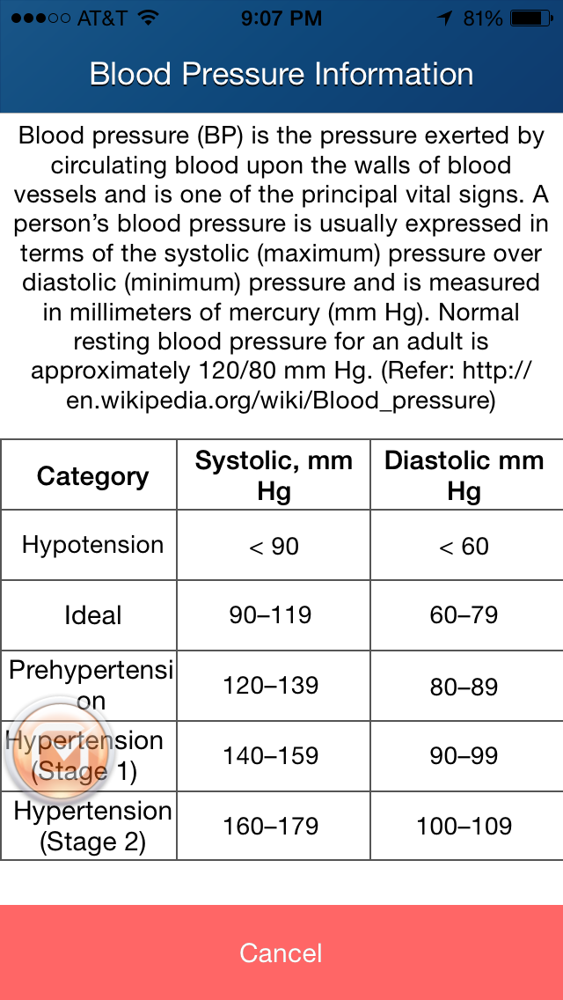 AT&T 9:07 PM 81%
Blood Pressure Information
Blood pressure (BP) is the pressure exerted by
circulating blood upon the walls of blood
vessels and is one of the principal vital signs. A
person’s blood pressure is usually expressed in
terms of the systolic (maximum) pressure over
diastolic (minimum) pressure and is measured
in millimeters of mercury (mm Hg). Normal
resting blood pressure for an adult is
approximately 120/80 mm Hg. (Refer: http://
en.wikipedia.org/wiki/Blood_pressure)
Category Systolic, mm Hg Diastolic mm Hg
Hypotension < 90 < 60
Ideal 90–119 60–79
Prehypertensi
on 120–139 80–89
Hypertension
(Stage 1) 140–159 90–99
Hypertension
(Stage 2) 160–179 100–109
Cancel